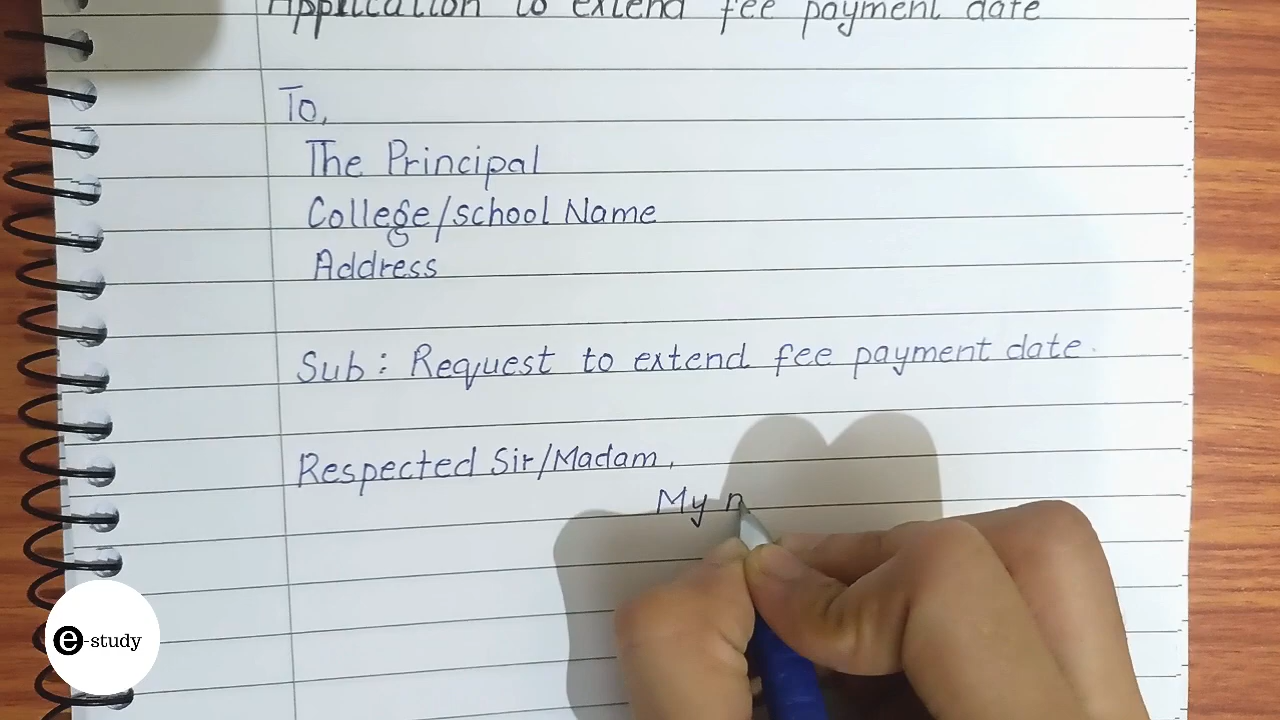 Application to extend fee payment date
To,
The Principal
College/school Name
Address
Sub: Request to extend fee payment date.
Respected Sir/Madam,
My n
e-study